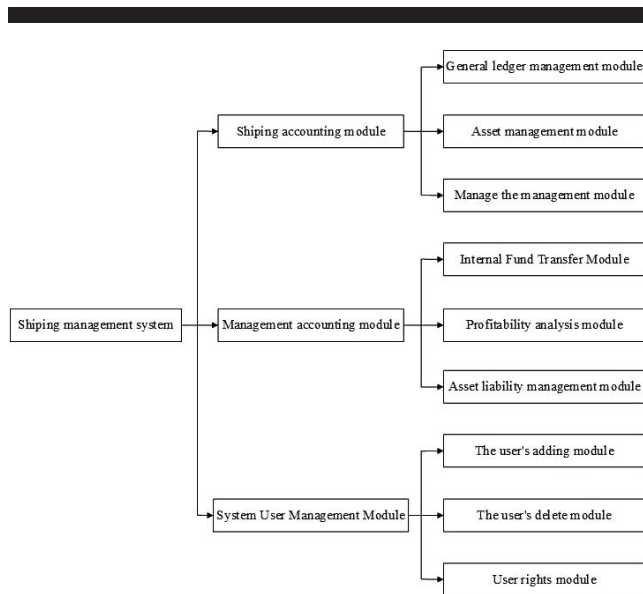 General ledger management module
Shiping accounting module
Asset management module
Manage the management module
Internal Fund Transfer Module
Shiping management system
Management accounting module
Profitability analysis module
Asset liability management module
The user's adding module
System User Management Module
The user's delete module
User rights module